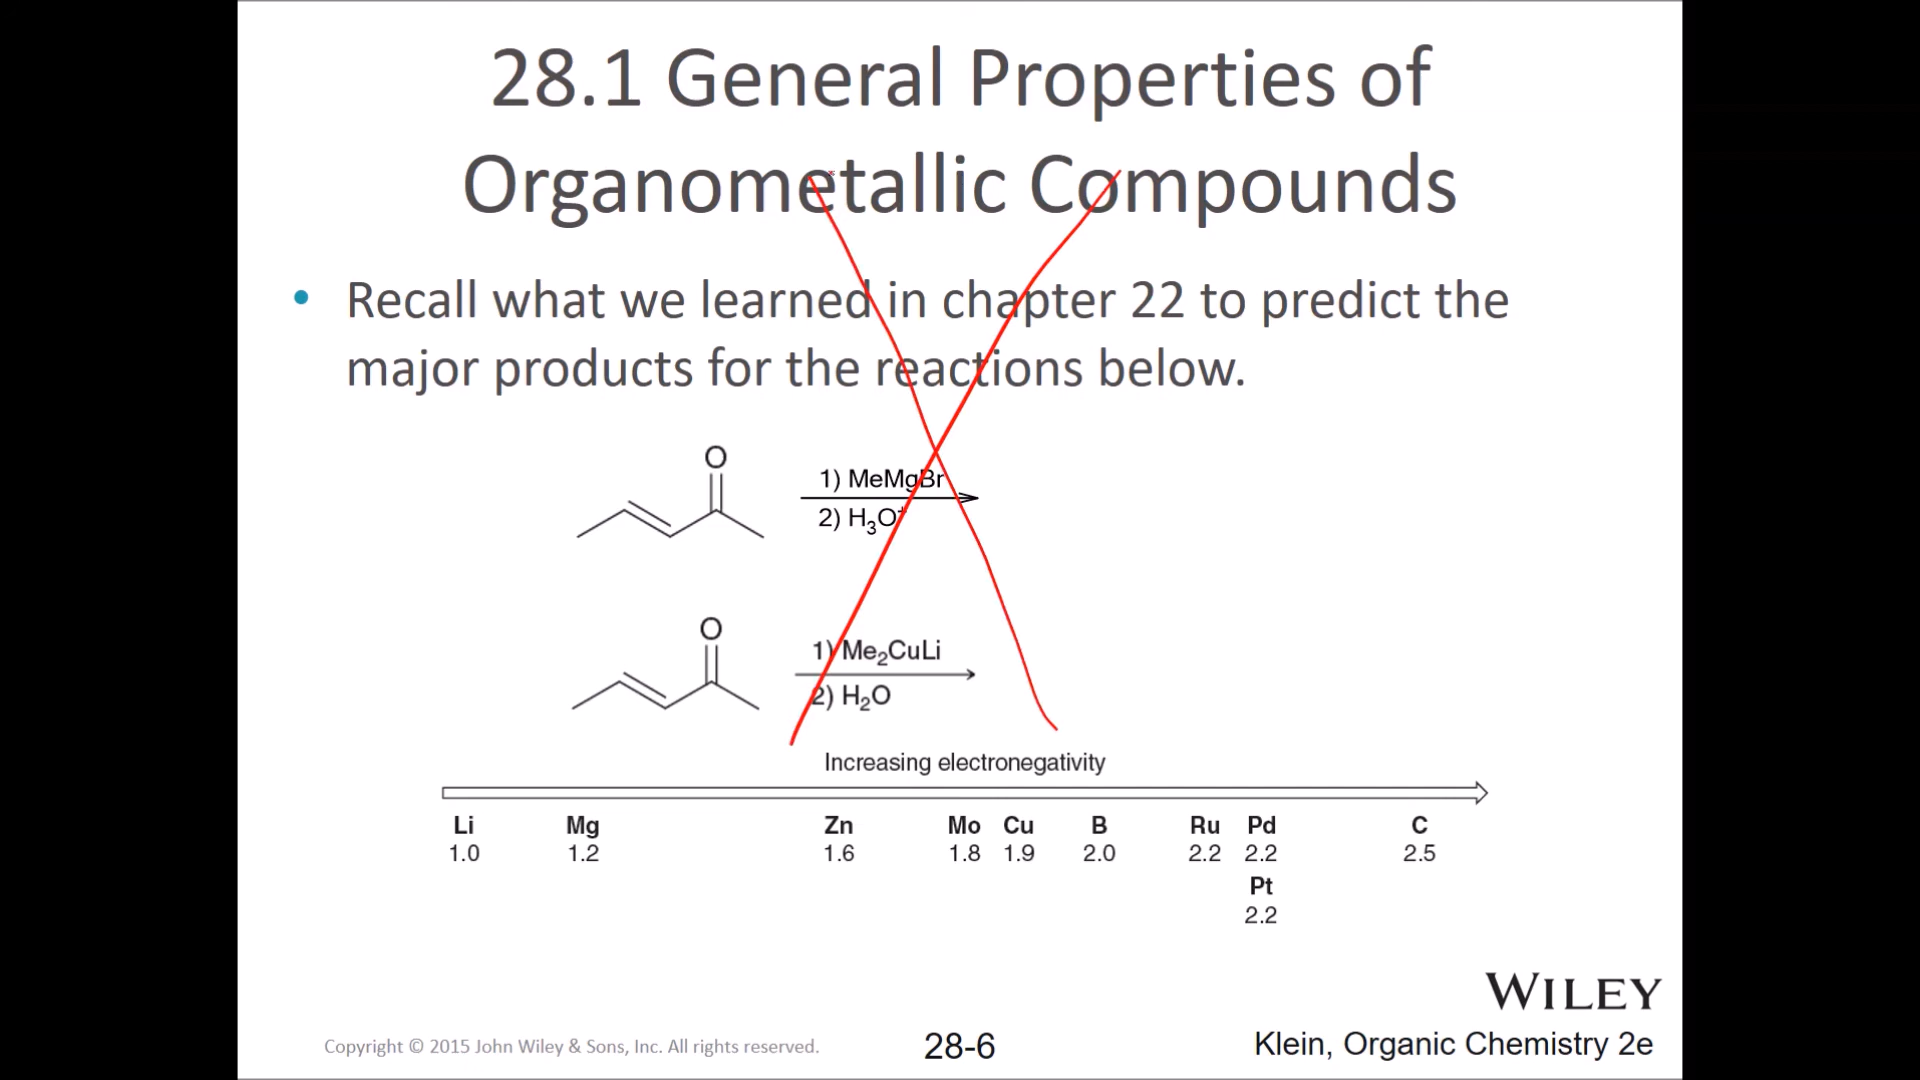 28.1 General Properties of
Organometallic Compounds
• Recall what we learned in chapter 22 to predict the
major products for the reactions below.
O
1) MeMgBr
2) H₃O⁺
O
1) Me₂CuLi
2) H₂O
Increasing electronegativity
Li Mg Zn Mo Cu B Ru Pd C
1.0 1.2 1.6 1.8 1.9 2.0 2.2 2.2 2.5
Pt
2.2
WILEY
Copyright © 2015 John Wiley & Sons, Inc. All rights reserved. 28-6 Klein, Organic Chemistry 2e